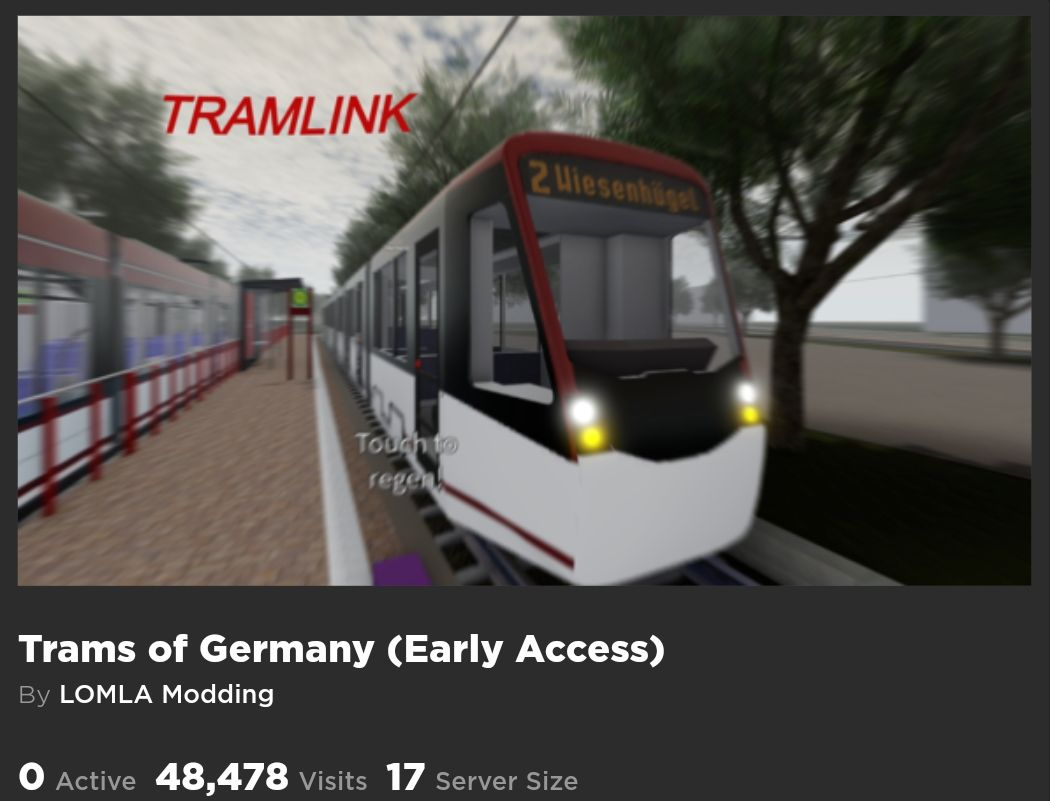 TRAMLINK
2 Wiesenhügel
Touch to
regen!
Trams of Germany (Early Access)
By LOMLA Modding
0 Active 48,478 Visits 17 Server Size